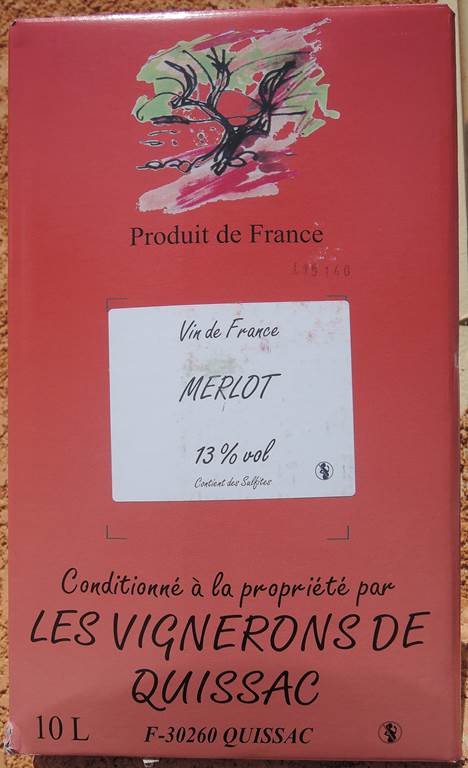 Produit de France
L15140
Vin de France
MERLOT
13 % vol
Contient des Sulfites
Conditionné à la propriété par
LES VIGNERONS DE
QUISSAC
10 L F-30260 QUISSAC